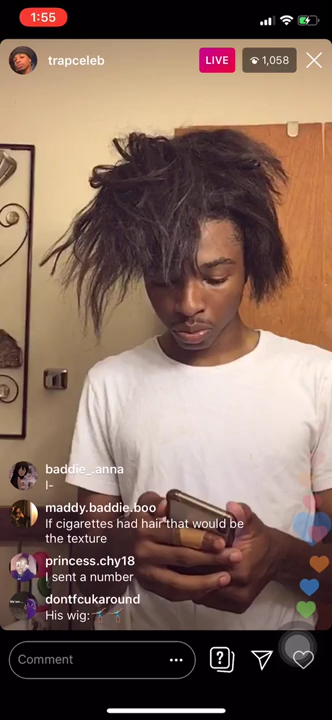 1:55
trapceleb
LIVE
1,058
baddie_.anna
I-
maddy.baddie.boo
If cigarettes had hair that would be
the texture
princess.chy18
I sent a number
dontfcukaround
His wig:
Comment